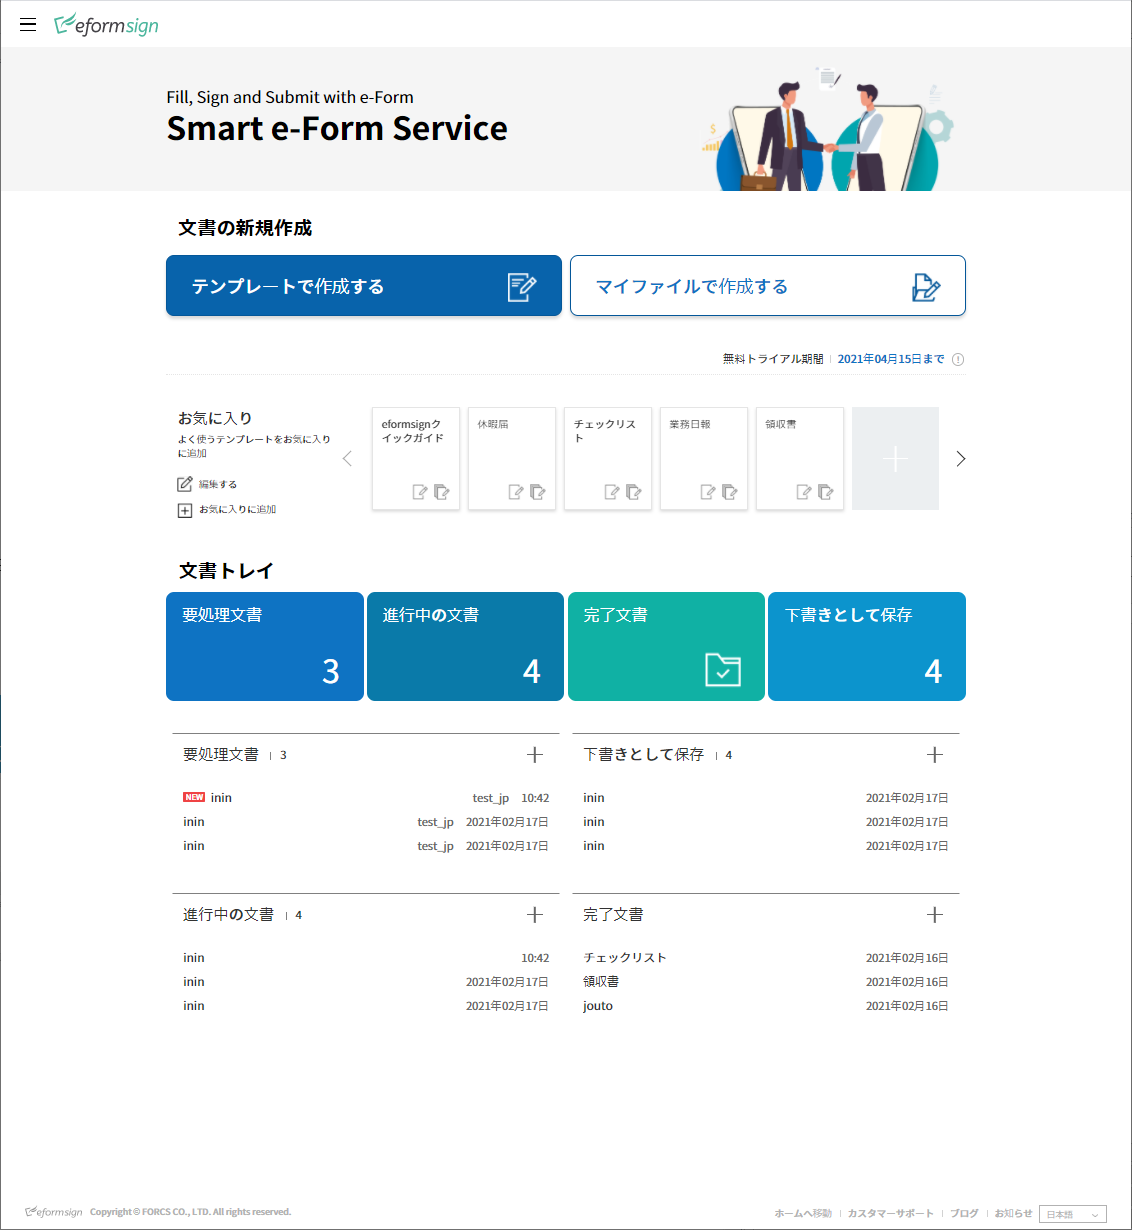 eformsign
Fill, Sign and Submit with e-Form
Smart e-Form Service
文書の新規作成
テンプレートで作成する
マイファイルで作成する
無料トライアル期間 2021年04月15日まで
お気に入り
よく使うテンプレートをお気に入り
に追加
編集する
お気に入りに追加
eformsignク
イックガイド
休暇届
チェックリス
ト
業務日報
領収書
文書トレイ
要処理文書
3
進行中の文書
4
完了文書
下書きとして保存
4
要処理文書 3
NEW inin test_jp 10:42
inin test_jp 2021年02月17日
inin test_jp 2021年02月17日
下書きとして保存 4
inin 2021年02月17日
inin 2021年02月17日
inin 2021年02月17日
進行中の文書 4
inin 10:42
inin 2021年02月17日
inin 2021年02月17日
完了文書
チェックリスト 2021年02月16日
領収書 2021年02月16日
jouto 2021年02月16日
eformsign Copyright © FORCS CO., LTD. All rights reserved.
ホームへ移動 カスタマーサポート ブログ お知らせ 日本語